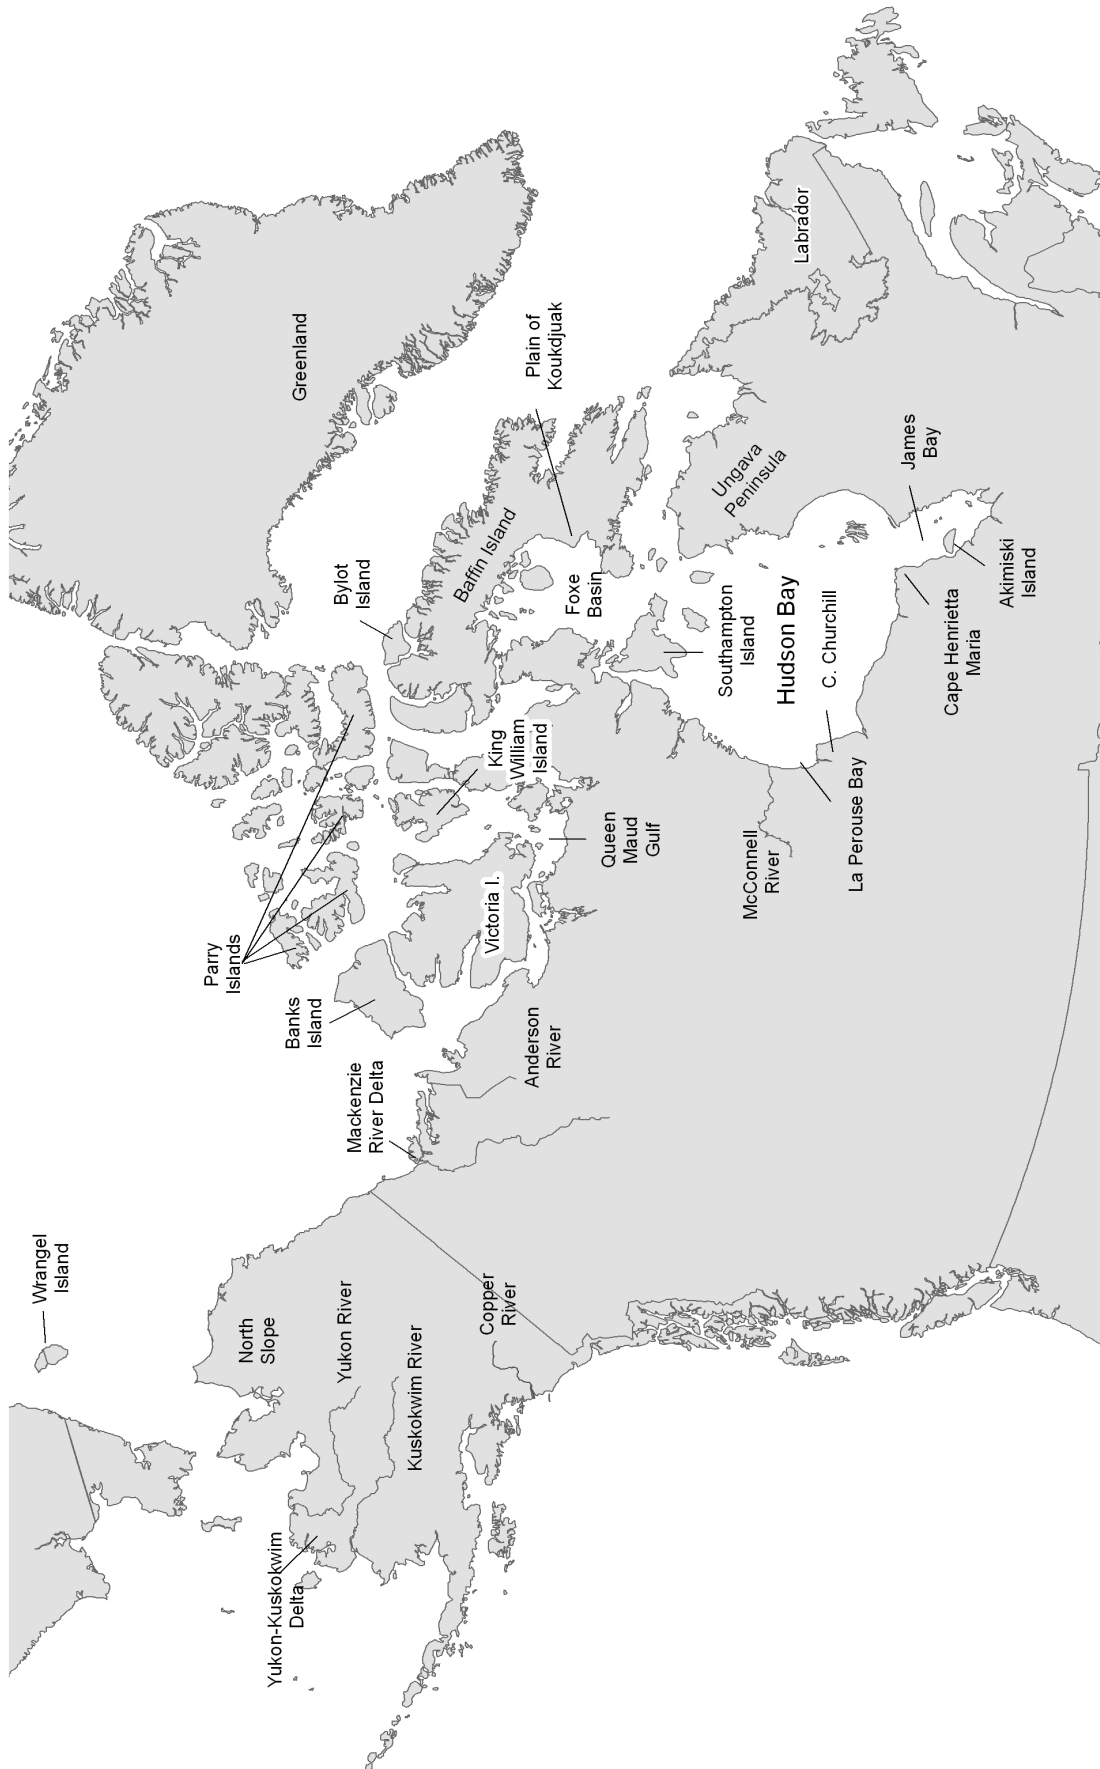 Wrangel
Island
North
Slope
Yukon River
Kuskokwim River
Yukon-Kuskokwim
Delta
Copper
River
Mackenzie
River Delta
Anderson
River
Banks
Island
Parry
Islands
Victoria I.
King
William
Island
Queen
Maud
Gulf
Bylot
Island
Baffin Island
Greenland
Foxe
Basin
Plain of
Koukdjuak
Southampton
Island
Hudson Bay
C. Churchill
La Perouse Bay
McConnell
River
Cape Henrietta
Maria
Akimiski
Island
James
Bay
Ungava
Peninsula
Labrador